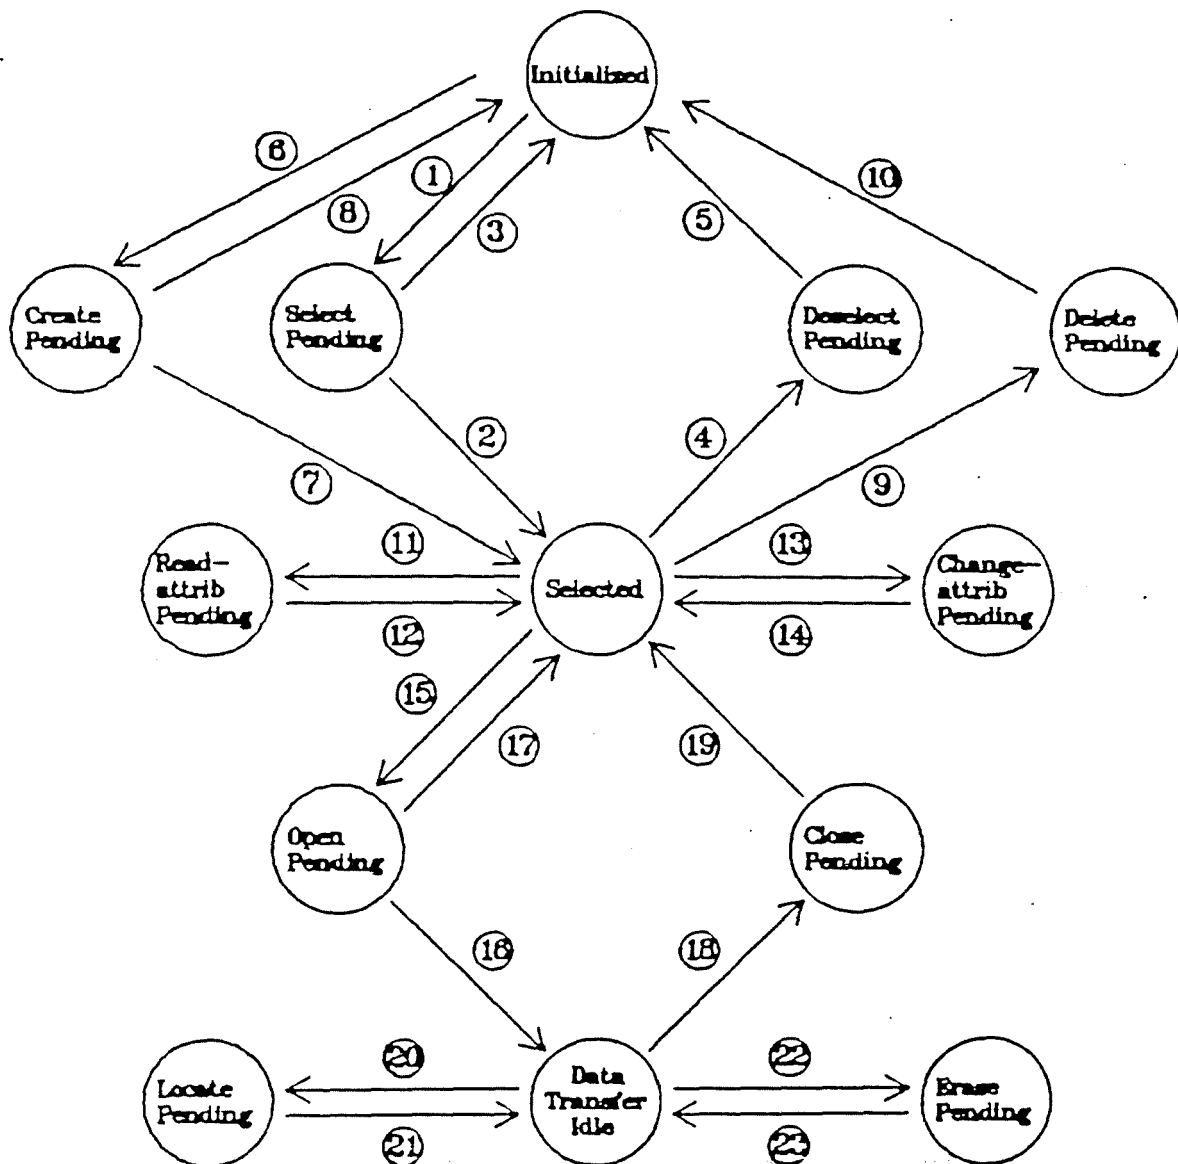 Initialized
6
1
10
8
3
5
Create
Pending
Select
Pending
Deselect
Pending
Delete
Pending
2
4
7
9
11
13
Read-
attrib
Pending
Selected
Change-
attrib
Pending
12
14
15
17
19
Open
Pending
Close
Pending
16
18
20
22
Locate
Pending
Data
Transfer
Idle
Erase
Pending
21
23